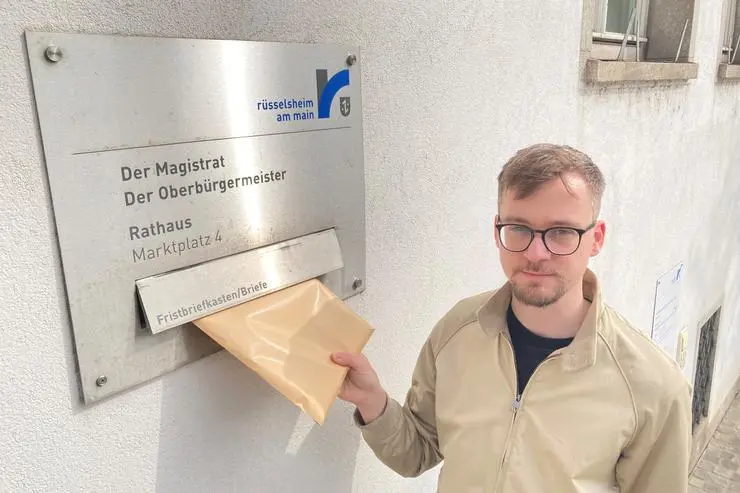 rüsselsheim
am main
Der Magistrat
Der Oberbürgermeister
Rathaus
Marktplatz 4
Fristbriefkasten/Briefe